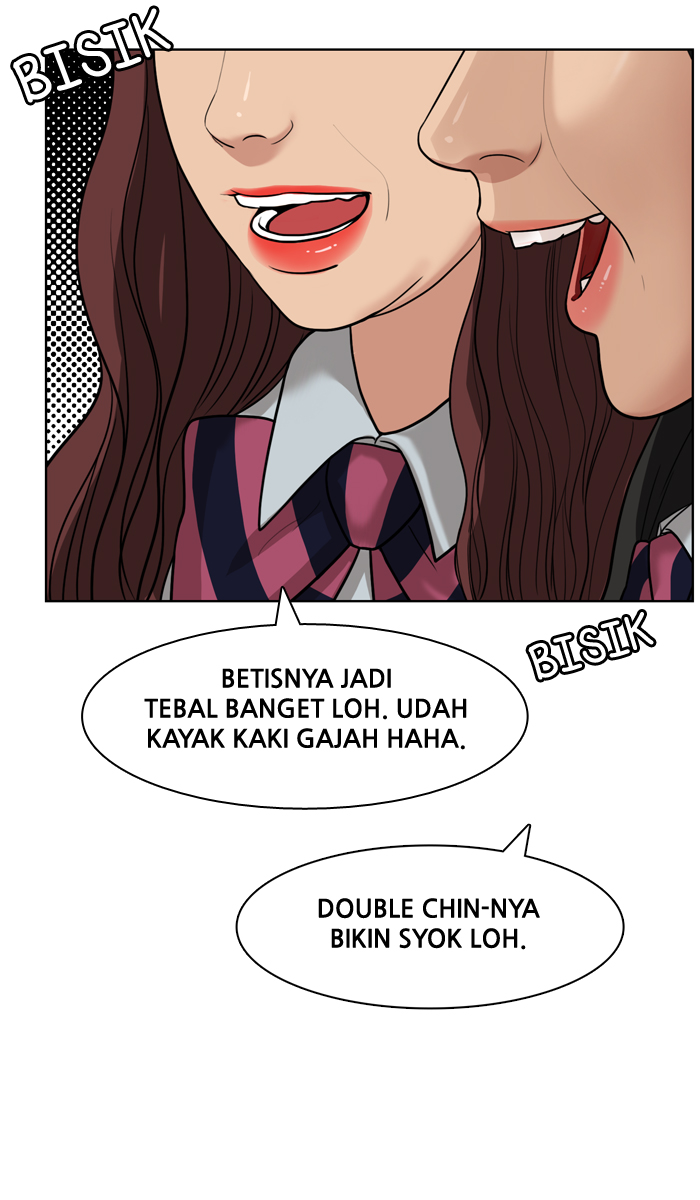 BISIK
BISIK
BETISNYA JADI
TEBAL BANGET LOH. UDAH
KAYAK KAKI GAJAH HAHA.
DOUBLE CHIN-NYA
BIKIN SYOK LOH.